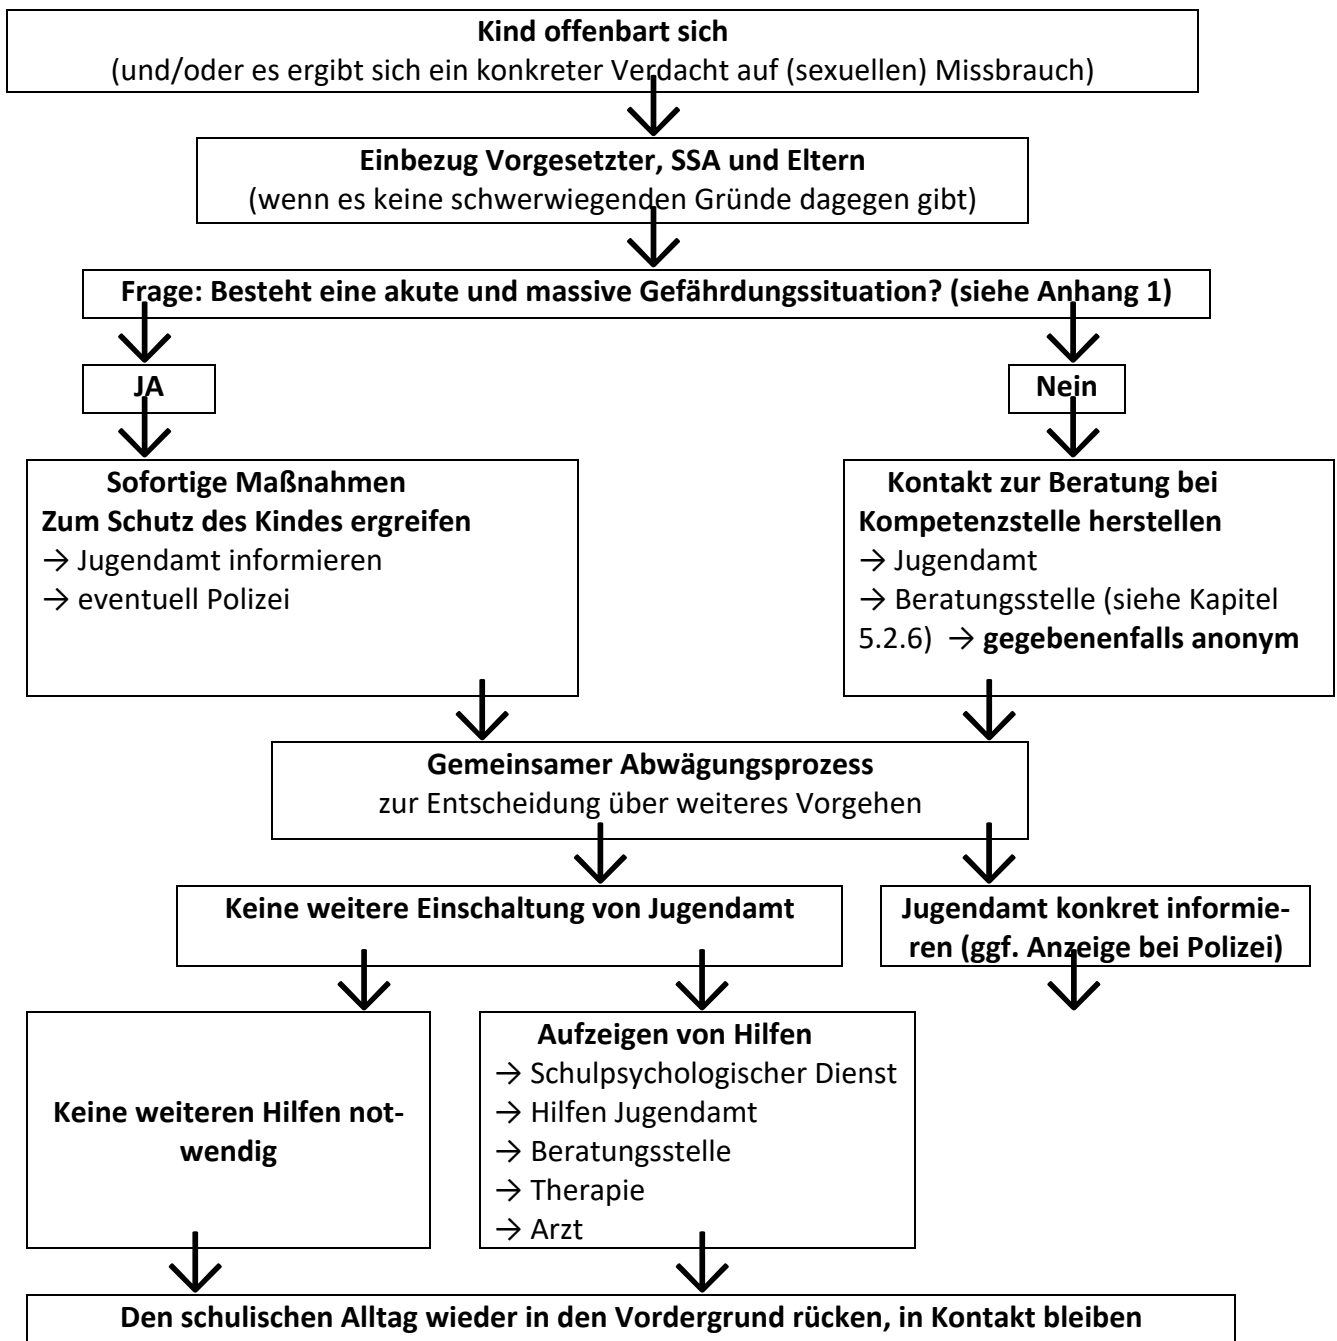 Kind offenbart sich
(und/oder es ergibt sich ein konkreter Verdacht auf (sexuellen) Missbrauch)
Einbezug Vorgesetzter, SSA und Eltern
(wenn es keine schwerwiegenden Gründe dagegen gibt)
Frage: Besteht eine akute und massive Gefährdungssituation? (siehe Anhang 1)
JA
Nein
Sofortige Maßnahmen
Zum Schutz des Kindes ergreifen
→ Jugendamt informieren
→ eventuell Polizei
Kontakt zur Beratung bei
Kompetenzstelle herstellen
→ Jugendamt
→ Beratungsstelle (siehe Kapitel
5.2.6) → gegebenenfalls anonym
Gemeinsamer Abwägungsprozess
zur Entscheidung über weiteres Vorgehen
Keine weitere Einschaltung von Jugendamt
Jugendamt konkret informie-
ren (ggf. Anzeige bei Polizei)
Keine weiteren Hilfen not-
wendig
Aufzeigen von Hilfen
→ Schulpsychologischer Dienst
→ Hilfen Jugendamt
→ Beratungsstelle
→ Therapie
→ Arzt
Den schulischen Alltag wieder in den Vordergrund rücken, in Kontakt bleiben